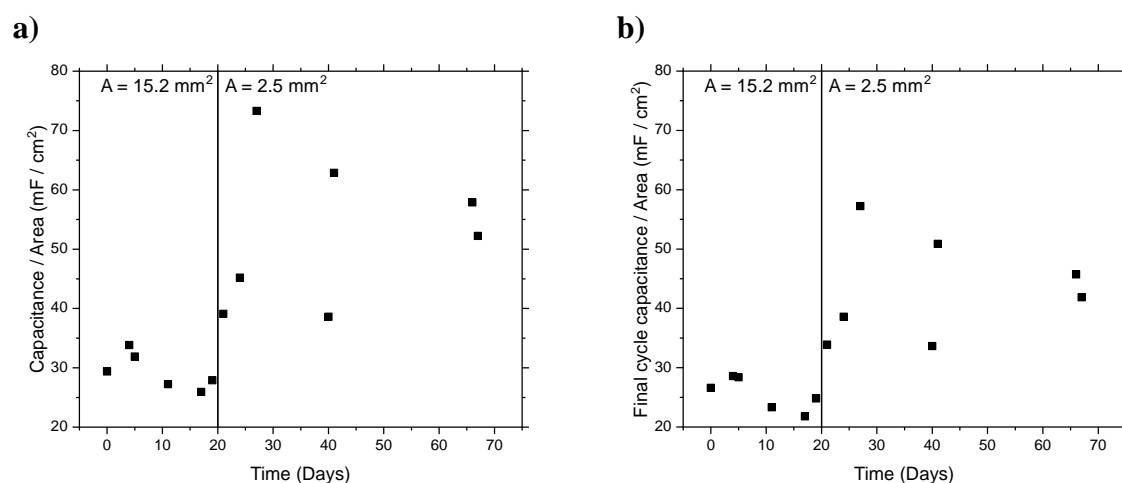 a)
A = 15.2 mm²
A = 2.5 mm²
Capacitance / Area (mF / cm²)
80
70
60
50
40
30
20
0 10 20 30 40 50 60 70
Time (Days)
b)
A = 15.2 mm²
A = 2.5 mm²
Final cycle capacitance / Area (mF / cm²)
80
70
60
50
40
30
20
0 10 20 30 40 50 60 70
Time (Days)